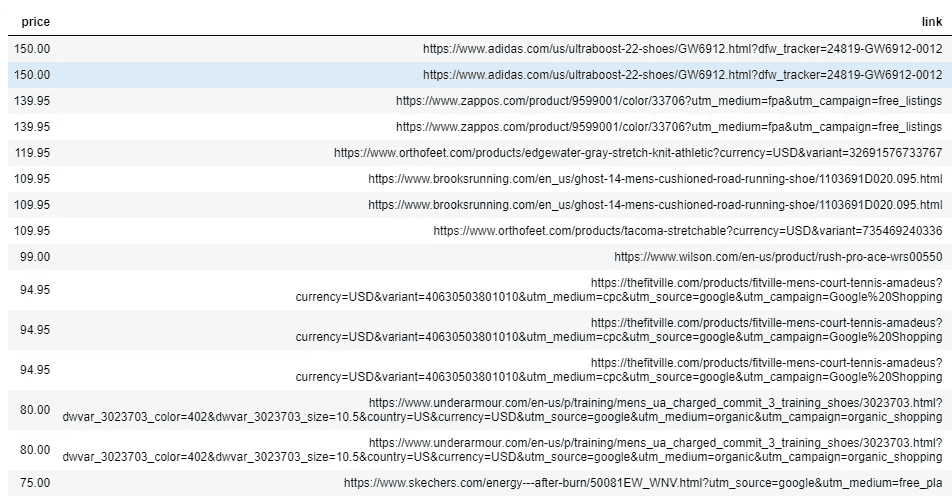 price link
150.00 https://www.adidas.com/us/ultraboost-22-shoes/GW6912.html?dfw_tracker=24819-GW6912-0012
150.00 https://www.adidas.com/us/ultraboost-22-shoes/GW6912.html?dfw_tracker=24819-GW6912-0012
139.95 https://www.zappos.com/product/9599001/color/33706?utm_medium=fpa&utm_campaign=free_listings
139.95 https://www.zappos.com/product/9599001/color/33706?utm_medium=fpa&utm_campaign=free_listings
119.95 https://www.orthofeet.com/products/edgewater-gray-stretch-knit-athletic?currency=USD&variant=32691576733767
109.95 https://www.brooksrunning.com/en_us/ghost-14-mens-cushioned-road-running-shoe/1103691D020.095.html
109.95 https://www.brooksrunning.com/en_us/ghost-14-mens-cushioned-road-running-shoe/1103691D020.095.html
109.95 https://www.orthofeet.com/products/tacoma-stretchable?currency=USD&variant=735469240336
99.00 https://www.wilson.com/en-us/product/rush-pro-ace-wrs00550
94.95 https://thefitville.com/products/fitville-mens-court-tennis-amadeus?
currency=USD&variant=40630503801010&utm_medium=cpc&utm_source=google&utm_campaign=Google%20Shopping
94.95 https://thefitville.com/products/fitville-mens-court-tennis-amadeus?
currency=USD&variant=40630503801010&utm_medium=cpc&utm_source=google&utm_campaign=Google%20Shopping
94.95 https://thefitville.com/products/fitville-mens-court-tennis-amadeus?
currency=USD&variant=40630503801010&utm_medium=cpc&utm_source=google&utm_campaign=Google%20Shopping
80.00 https://www.underarmour.com/en-us/p/training/mens_ua_charged_commit_3_training_shoes/3023703.html?
dwvar_3023703_color=402&dwvar_3023703_size=10.5&country=US&currency=USD&utm_source=google&utm_medium=organic&utm_campaign=organic_shopping
80.00 https://www.underarmour.com/en-us/p/training/mens_ua_charged_commit_3_training_shoes/3023703.html?
dwvar_3023703_color=402&dwvar_3023703_size=10.5&country=US&currency=USD&utm_source=google&utm_medium=organic&utm_campaign=organic_shopping
75.00 https://www.skechers.com/energy---after-burn/50081EW_WNV.html?utm_source=google&utm_medium=free_pla